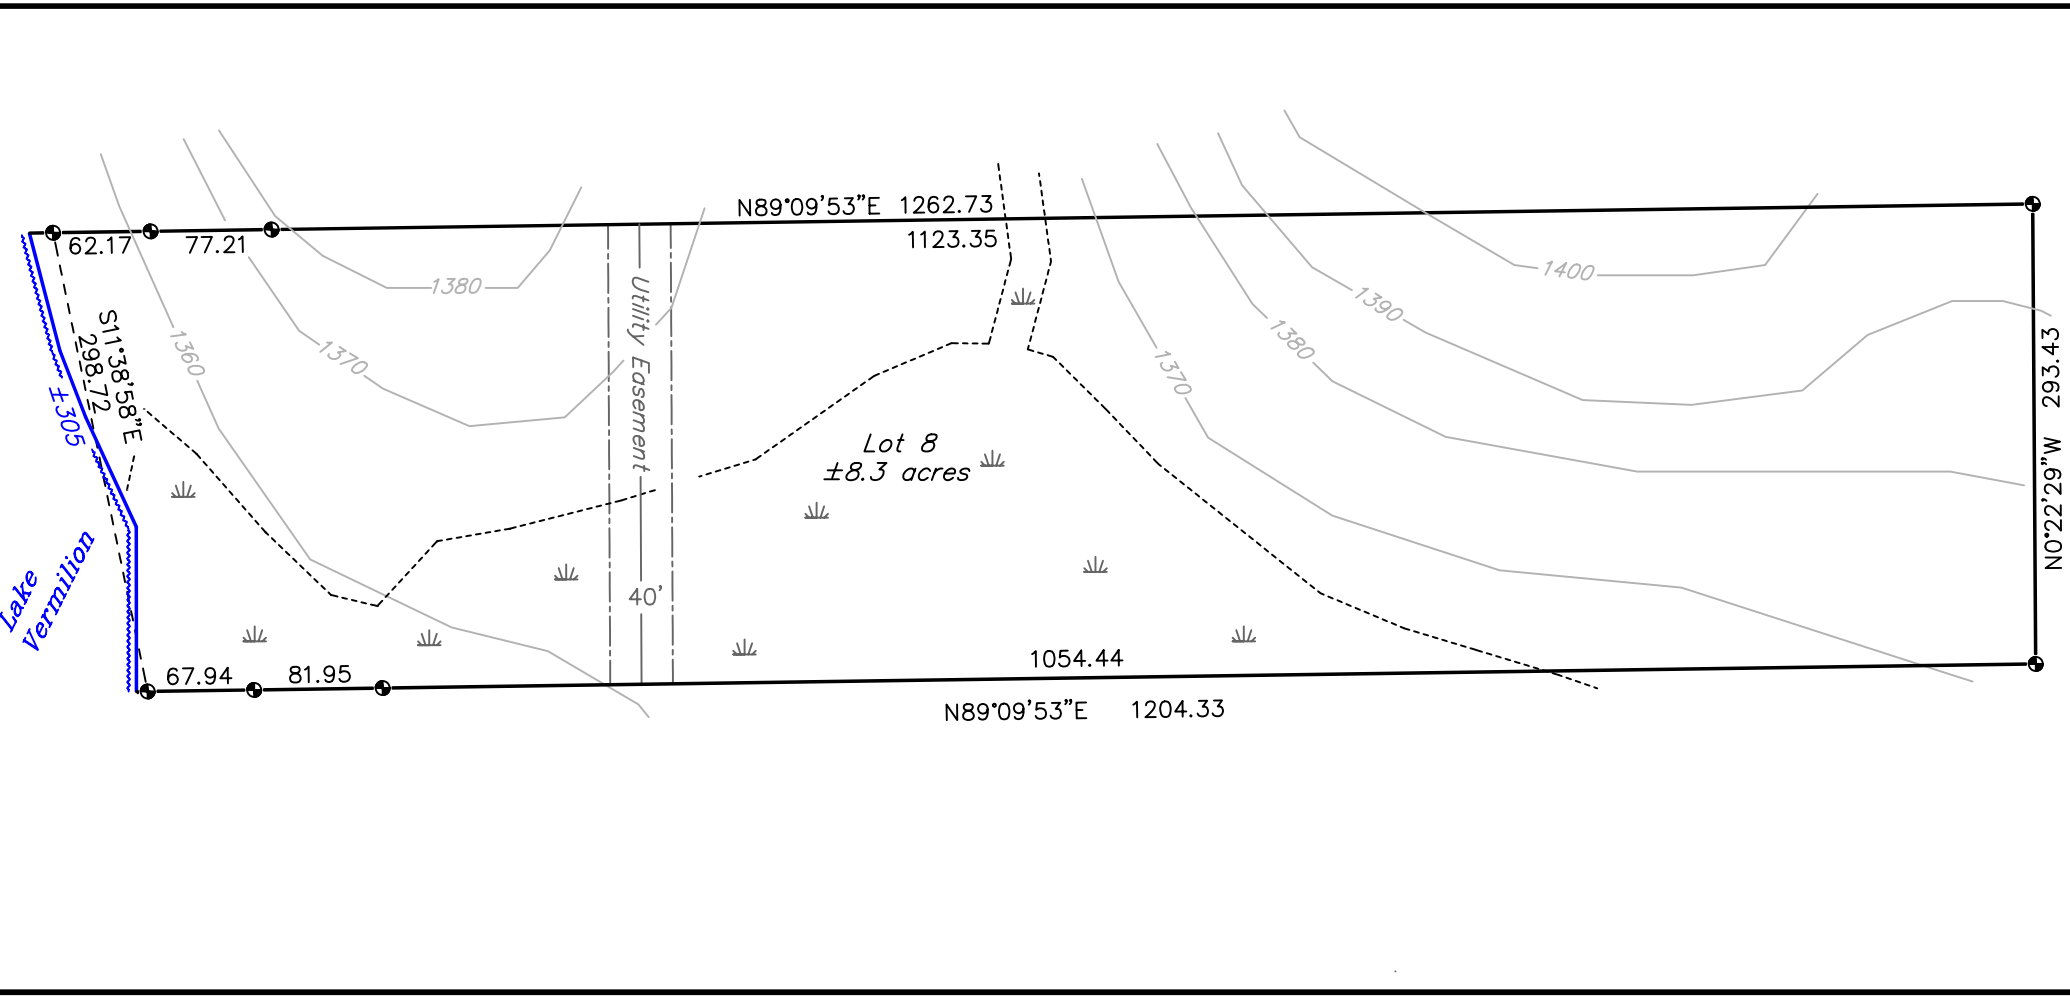 N89°09'53"E 1262.73
62.17
77.21
1123.35
1400
1380
1390
1380
1360
1370
1370
S11°38'58"E
298.72
±305
Utility Easement
Lot 8
±8.3 acres
N0°22'29"W 293.43
Lake
Vermilion
40'
67.94
81.95
1054.44
N89°09'53"E 1204.33